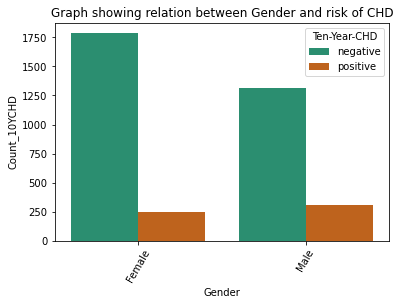 Graph showing relation between Gender and risk of CHD
Ten-Year-CHD
negative
positive
Count_10YCHD
1750
1500
1250
1000
750
500
250
0
Female
Male
Gender